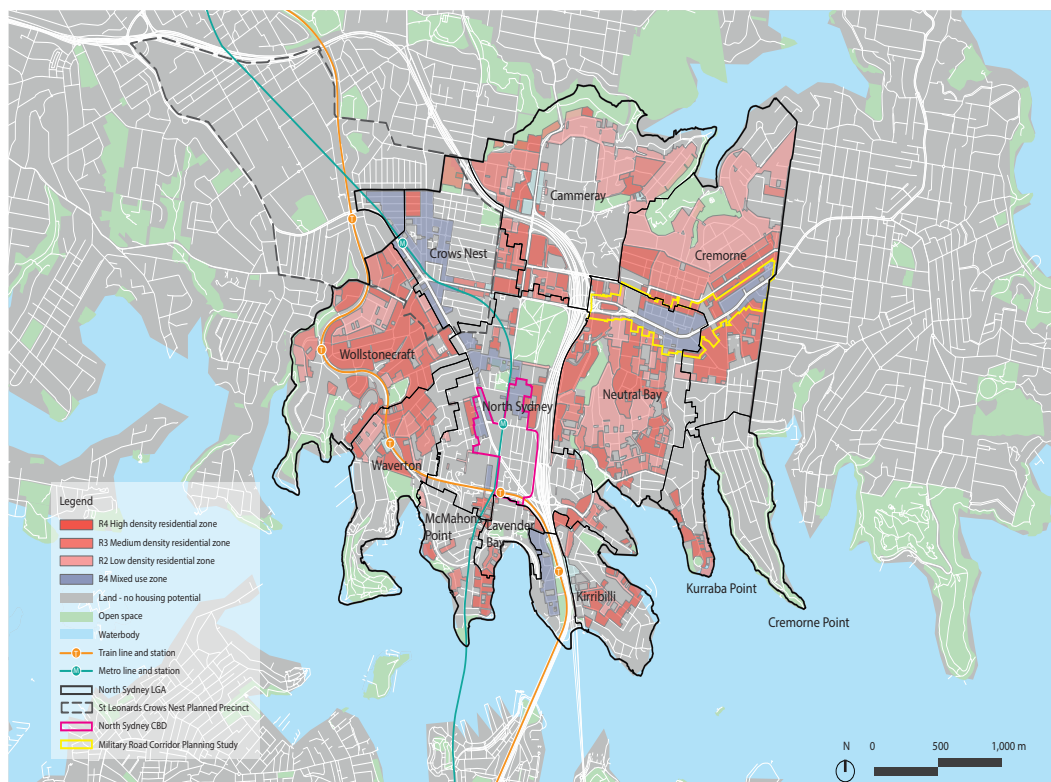 Cammeray
Crows Nest
Cremorne
Wollstonecraft
Neutral Bay
North Sydney
Waverton
McMahons
Point
Lavender
Bay
Kirribilli
Kurraba Point
Cremorne Point
T
M
T
M
T
T
T
Legend
R4 High density residential zone
R3 Medium density residential zone
R2 Low density residential zone
B4 Mixed use zone
Land - no housing potential
Open space
Waterbody
T Train line and station
M Metro line and station
North Sydney LGA
St Leonards Crows Nest Planned Precinct
North Sydney CBD
Military Road Corridor Planning Study
N 0 500 1,000 m